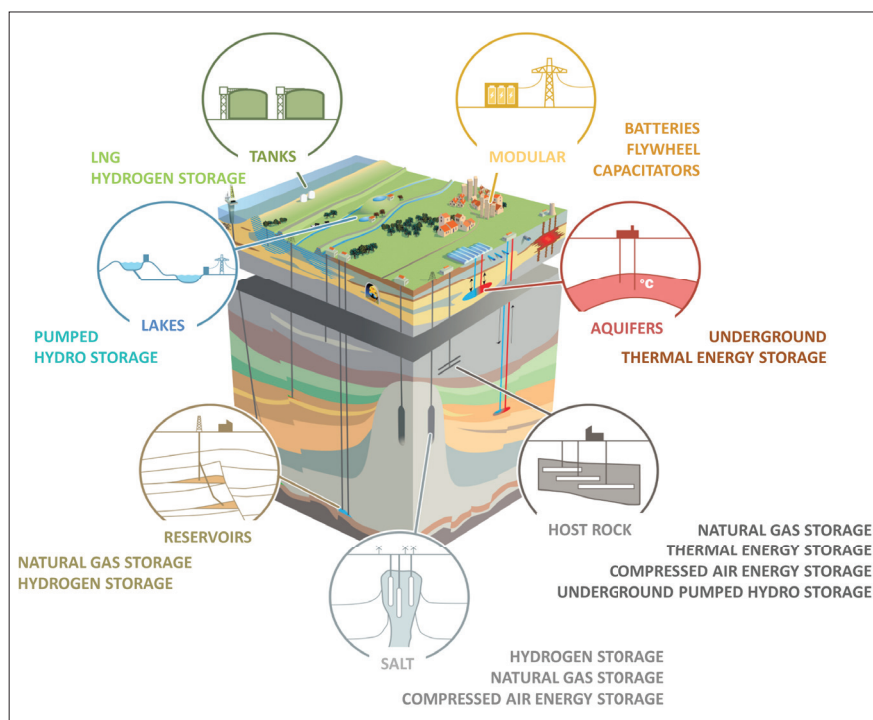 TANKS
LNG
HYDROGEN STORAGE
MODULAR
BATTERIES
FLYWHEEL
CAPACITATORS
LAKES
PUMPED
HYDRO STORAGE
°C
AQUIFERS
UNDERGROUND
THERMAL ENERGY STORAGE
RESERVOIRS
NATURAL GAS STORAGE
HYDROGEN STORAGE
HOST ROCK
NATURAL GAS STORAGE
THERMAL ENERGY STORAGE
COMPRESSED AIR ENERGY STORAGE
UNDERGROUND PUMPED HYDRO STORAGE
SALT
HYDROGEN STORAGE
NATURAL GAS STORAGE
COMPRESSED AIR ENERGY STORAGE